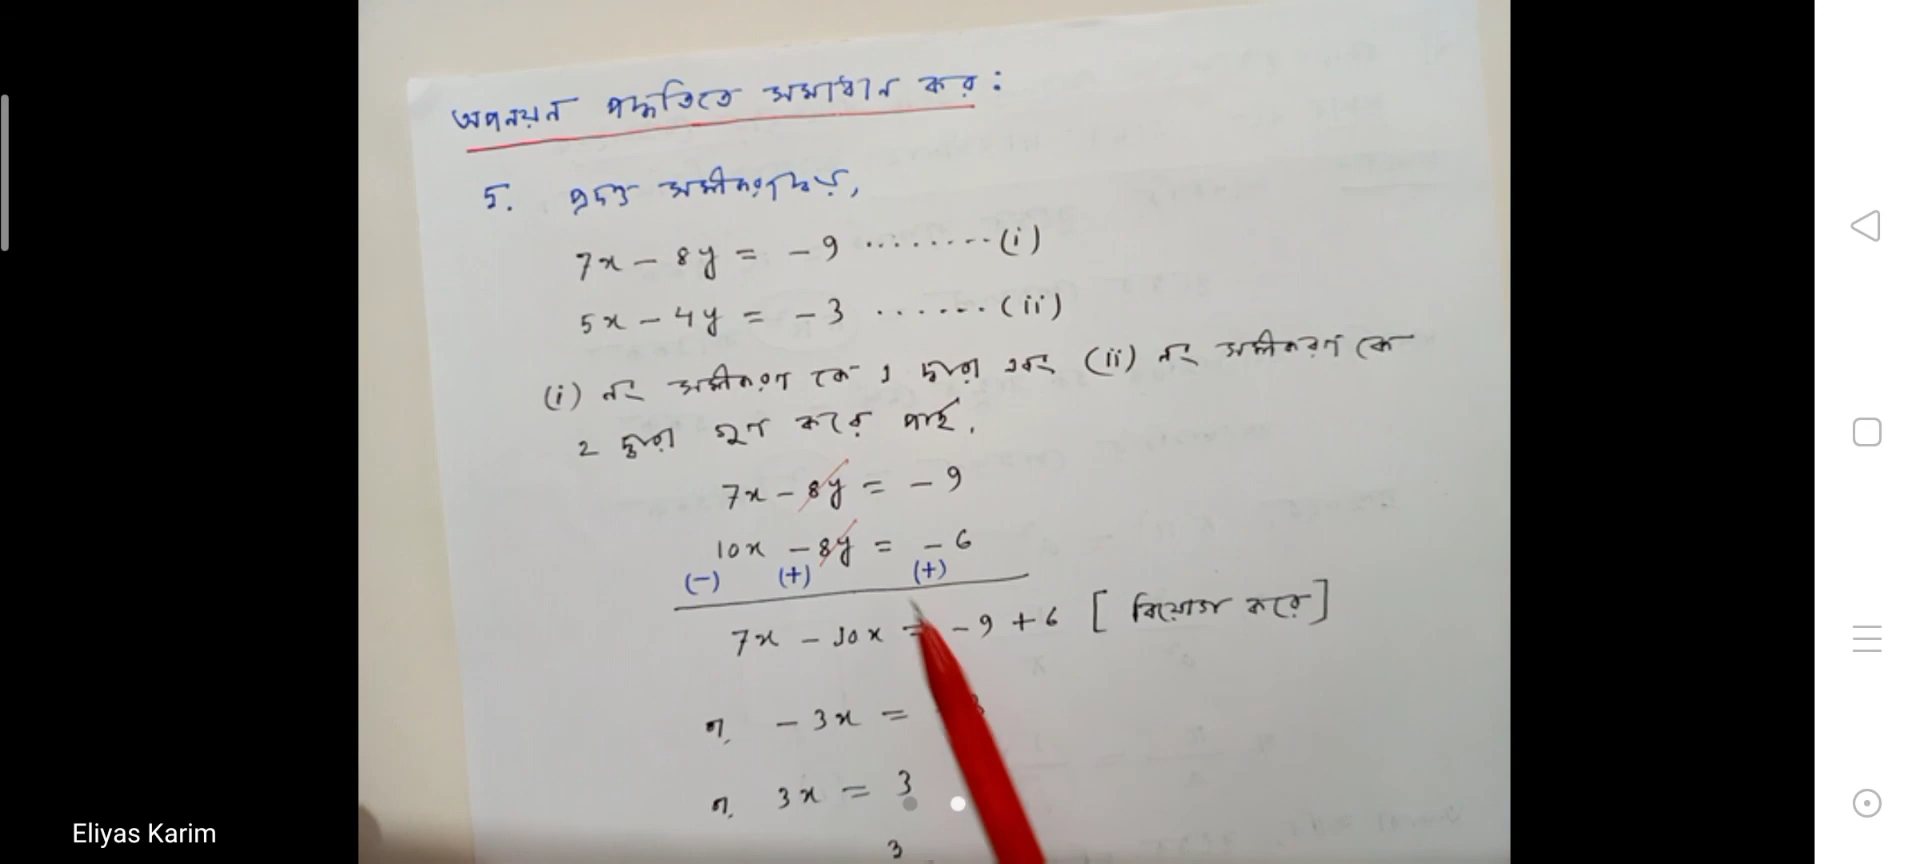 অপনয়ন পদ্ধতিতে সমাধান কর :
5. প্রদত্ত সমীকরণদ্বয়,
7x - 8y = - 9 ........... (i)
5x - 4y = - 3 ....... (ii)
(i) নং সমীকরণ কে 1 দ্বারা এবং (ii) নং সমীকরণ কে
2 দ্বারা গুণ করে পাই,
7x - 8y = - 9
10x - 8y = - 6
(-) (+) (+)
7x - 10x = - 9 + 6 [ বিয়োগ করে ]
বা, - 3x =
বা, 3x = 3
3
Eliyas Karim